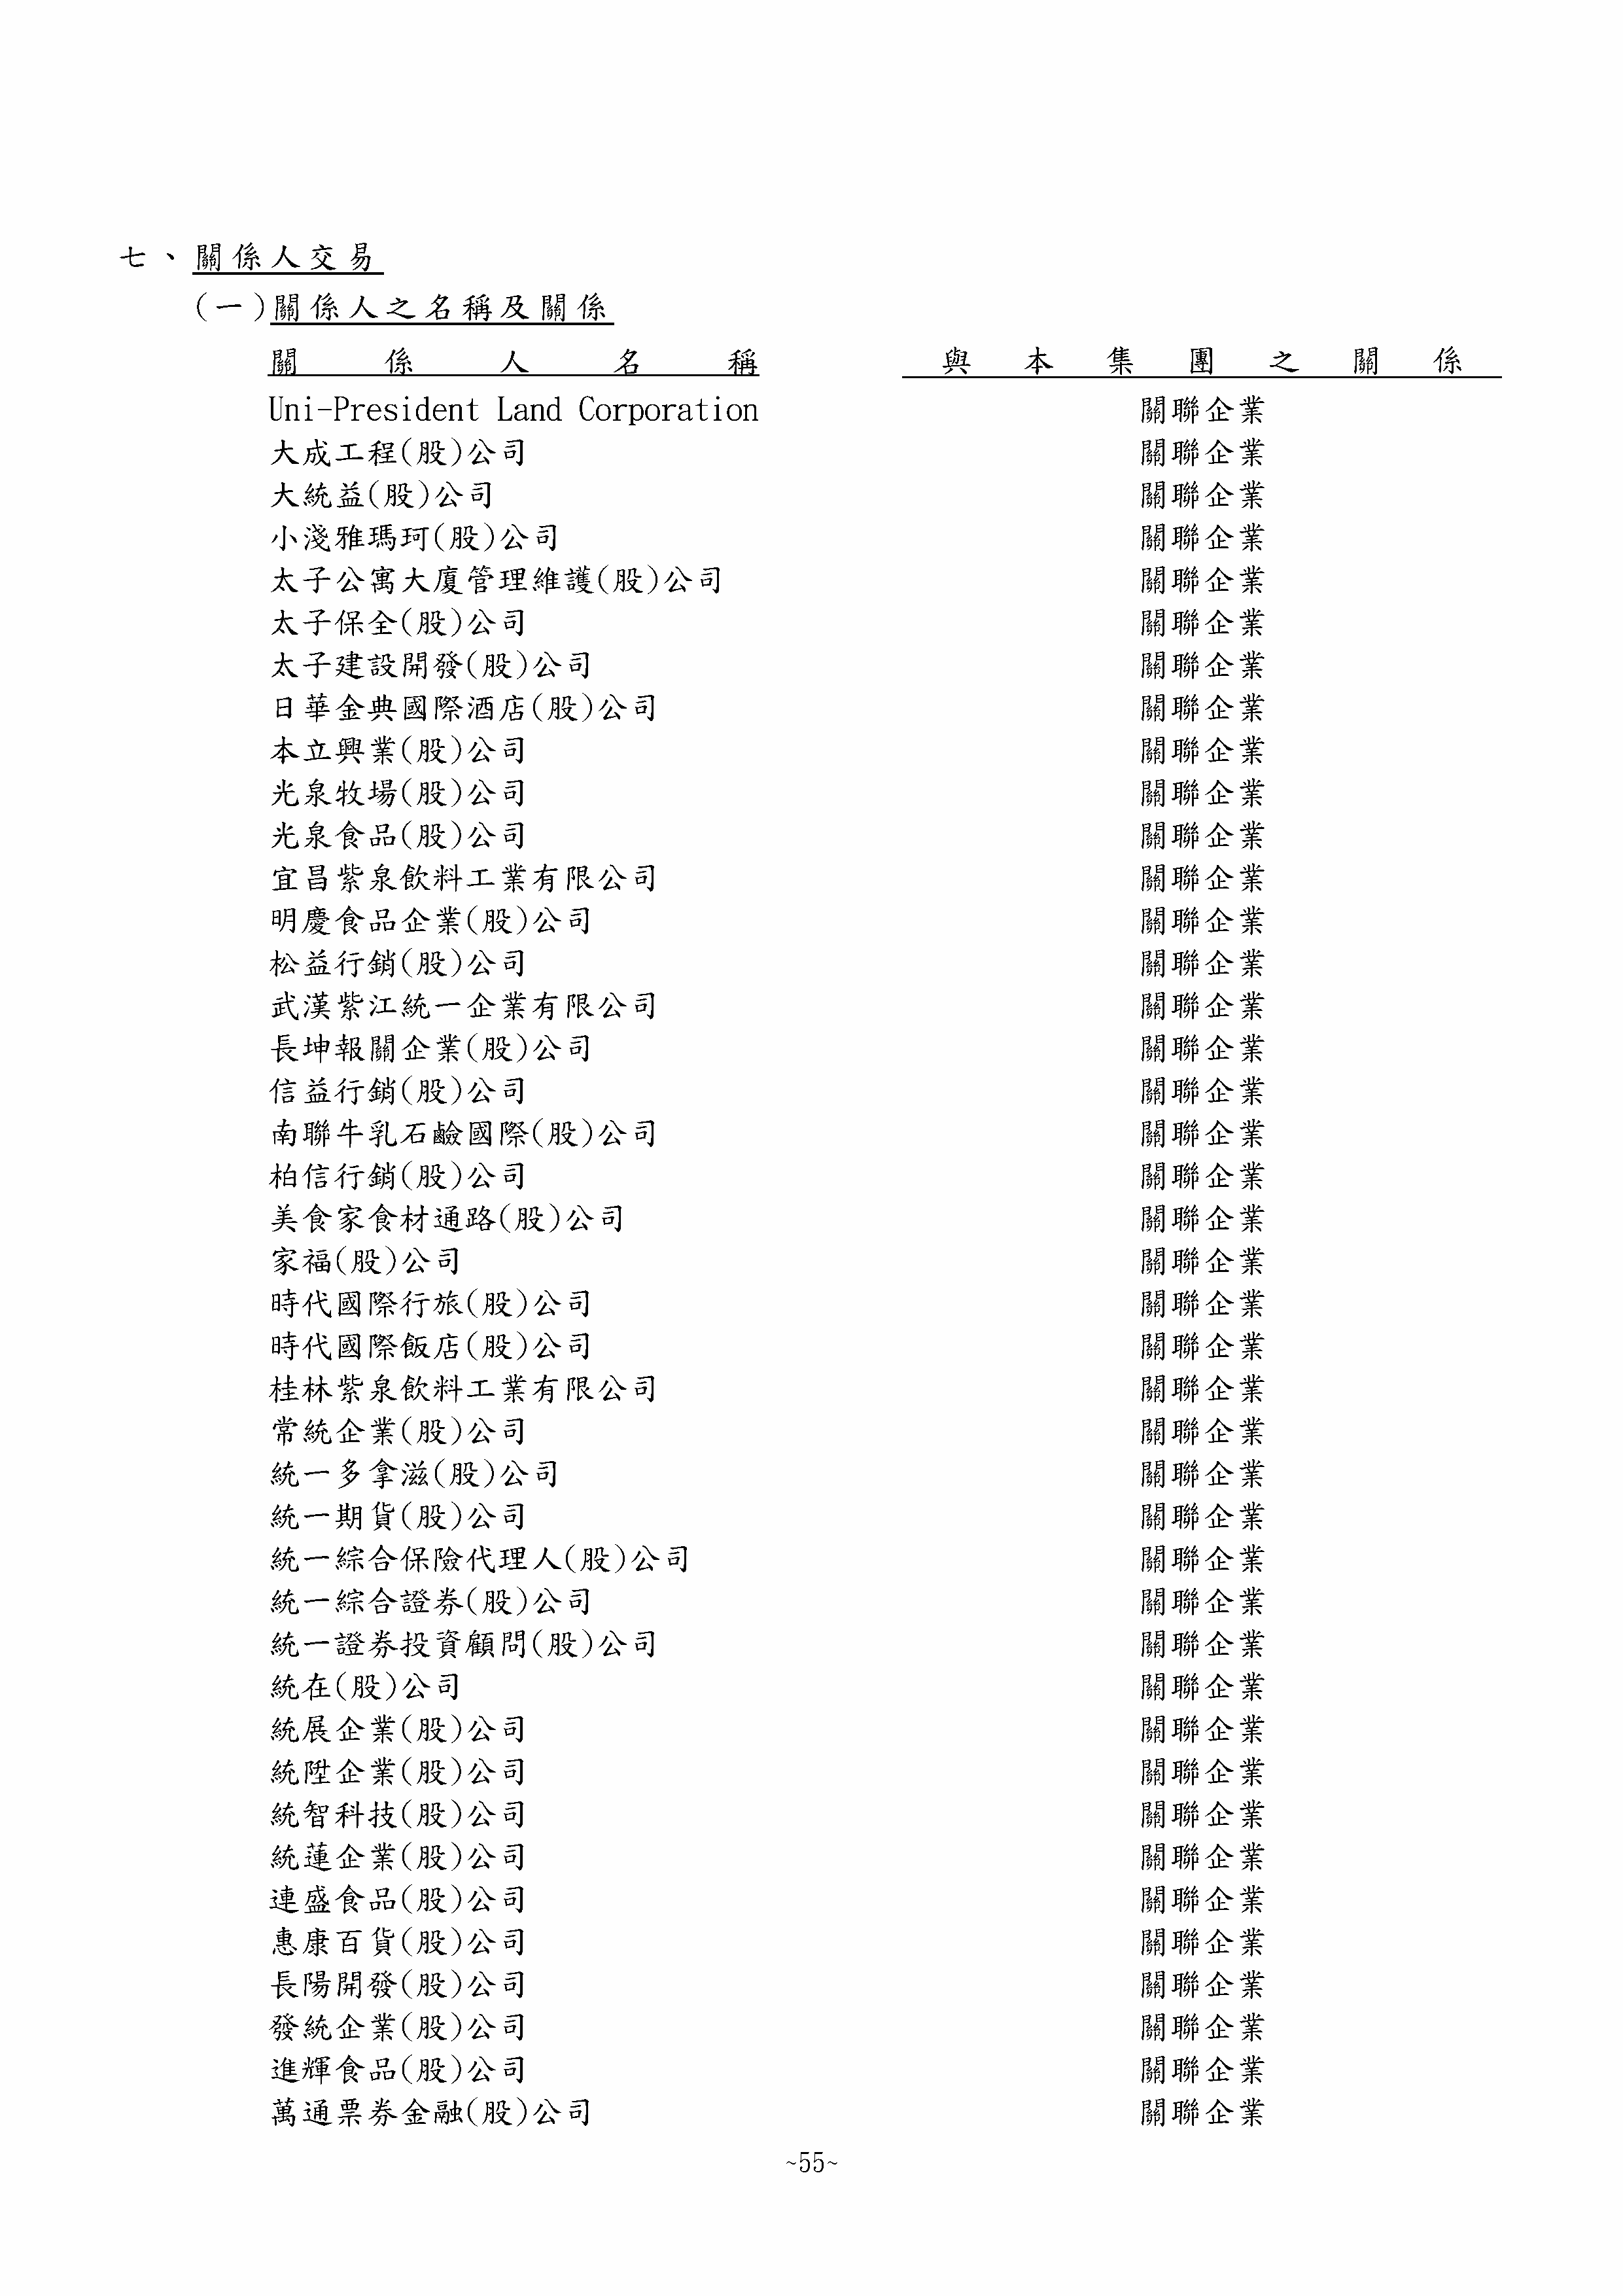 七、關係人交易
(一)關係人之名稱及關係
關係人名稱 與本集團之關係
Uni-President Land Corporation 關聯企業
大成工程(股)公司 關聯企業
大統益(股)公司 關聯企業
小淺雅瑪珂(股)公司 關聯企業
太子公寓大廈管理維護(股)公司 關聯企業
太子保全(股)公司 關聯企業
太子建設開發(股)公司 關聯企業
日華金典國際酒店(股)公司 關聯企業
本立興業(股)公司 關聯企業
光泉牧場(股)公司 關聯企業
光泉食品(股)公司 關聯企業
宜昌紫泉飲料工業有限公司 關聯企業
明慶食品企業(股)公司 關聯企業
松益行銷(股)公司 關聯企業
武漢紫江統一企業有限公司 關聯企業
長坤報關企業(股)公司 關聯企業
信益行銷(股)公司 關聯企業
南聯牛乳石鹼國際(股)公司 關聯企業
柏信行銷(股)公司 關聯企業
美食家食材通路(股)公司 關聯企業
家福(股)公司 關聯企業
時代國際行旅(股)公司 關聯企業
時代國際飯店(股)公司 關聯企業
桂林紫泉飲料工業有限公司 關聯企業
常統企業(股)公司 關聯企業
統一多拿滋(股)公司 關聯企業
統一期貨(股)公司 關聯企業
統一綜合保險代理人(股)公司 關聯企業
統一綜合證券(股)公司 關聯企業
統一證券投資顧問(股)公司 關聯企業
統在(股)公司 關聯企業
統展企業(股)公司 關聯企業
統陞企業(股)公司 關聯企業
統智科技(股)公司 關聯企業
統蓮企業(股)公司 關聯企業
連盛食品(股)公司 關聯企業
惠康百貨(股)公司 關聯企業
長陽開發(股)公司 關聯企業
發統企業(股)公司 關聯企業
進輝食品(股)公司 關聯企業
萬通票券金融(股)公司 關聯企業
~55~